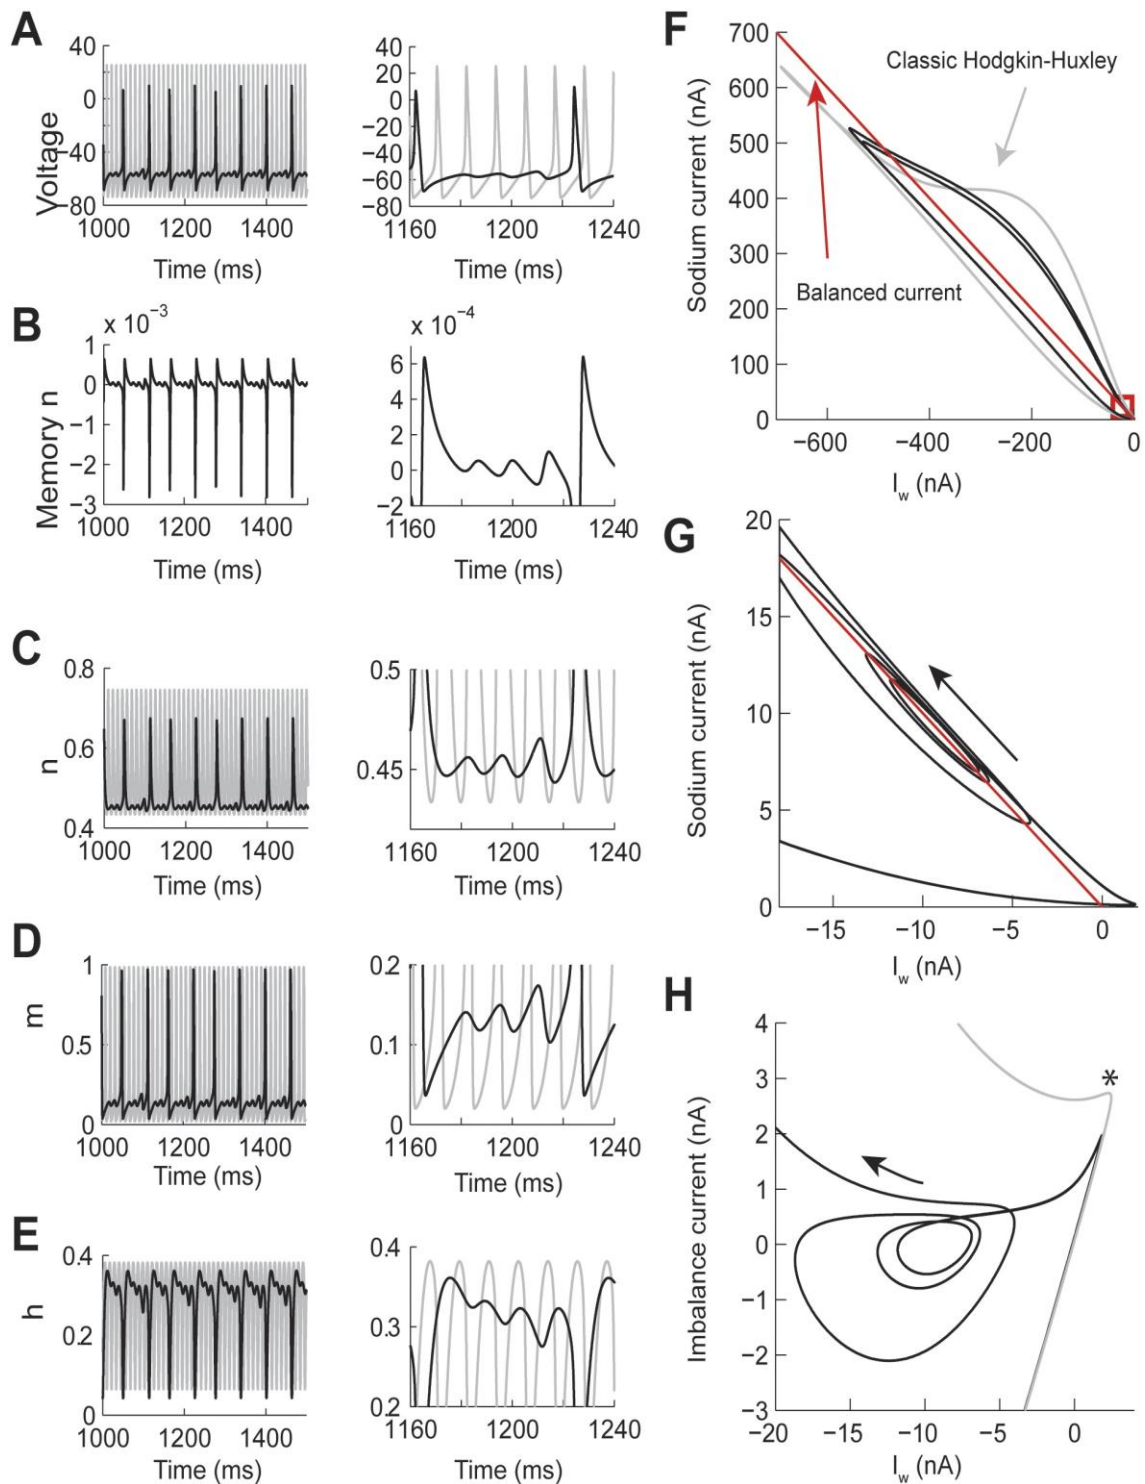 A
Voltage
40
20
0
−40
−80
1000 1200 1400
Time (ms)
40
20
0
−20
−40
−60
−80
1160 1200 1240
Time (ms)
B
x 10⁻³
Memory n
1
0
−1
−2
−3
1000 1200 1400
Time (ms)
x 10⁻⁴
6
4
2
0
−2
1160 1200 1240
Time (ms)
C
n
0.8
0.6
0.4
1000 1200 1400
Time (ms)
0.5
0.45
1160 1200 1240
Time (ms)
D
m
1
0.5
0
1000 1200 1400
Time (ms)
0.2
0.1
0
1160 1200 1240
Time (ms)
E
h
0.4
0.2
0
1000 1200 1400
Time (ms)
0.4
0.3
0.2
1160 1200 1240
Time (ms)
F
Sodium current (nA)
700
600
500
400
300
200
100
0
Classic Hodgkin-Huxley
Balanced current
−600 −400 −200 0
I_w (nA)
G
Sodium current (nA)
20
15
10
5
0
−15 −10 −5 0
I_w (nA)
H
Imbalance current (nA)
4
3
2
1
0
−1
−2
−3
*
−20 −15 −10 −5 0
I_w (nA)